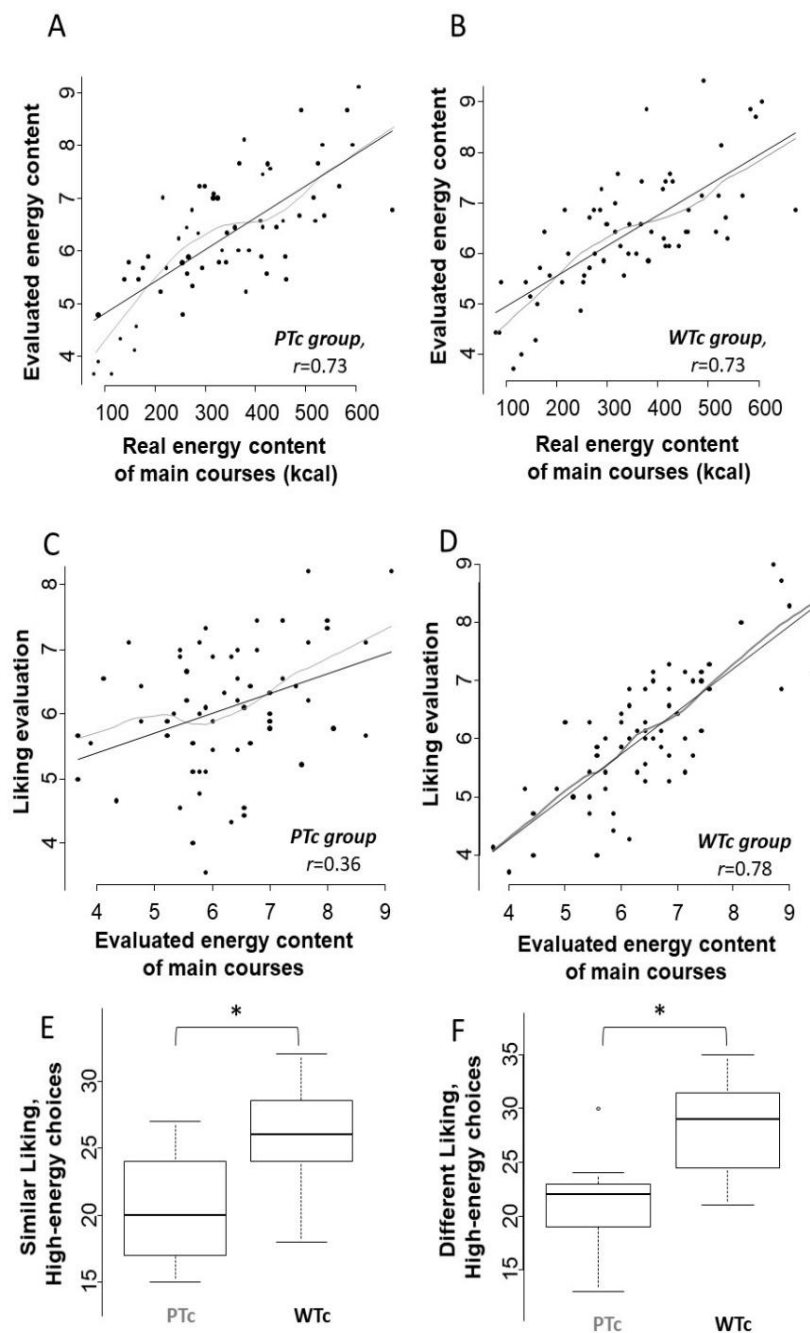 A
Evaluated energy content
9
8
7
6
5
4
PTc group,
r=0.73
100 200 300 400 500 600
Real energy content
of main courses (kcal)
B
Evaluated energy content
9
8
7
6
5
4
WTc group,
r=0.73
100 200 300 400 500 600
Real energy content
of main courses (kcal)
C
Liking evaluation
8
7
6
5
4
PTc group
r=0.36
4 5 6 7 8 9
Evaluated energy content
of main courses
D
Liking evaluation
9
8
7
6
5
4
WTc group
r=0.78
4 5 6 7 8 9
Evaluated energy content
of main courses
E
Similar Liking,
High-energy choices
30
25
20
15
*
PTc WTc
F
Different Liking,
High-energy choices
35
30
25
20
15
*
PTc WTc